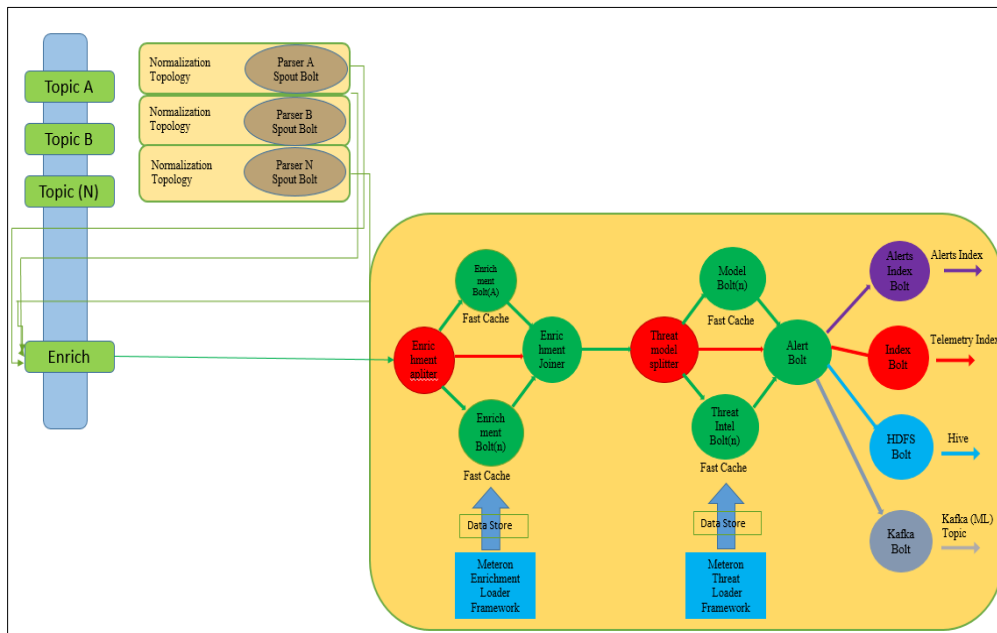 Topic A
Topic B
Topic (N)
Enrich
Normalization
Topology
Parser A
Spout Bolt
Normalization
Topology
Parser B
Spout Bolt
Normalization
Topology
Parser N
Spout Bolt
Enric
hment
spliter
Enrich
ment
Bolt(A)
Fast Cache
Enric
hment
Joiner
Enrich
ment
Bolt(n)
Fast Cache
Data Store
Meteron
Enrichment
Loader
Framework
Threat
model
splitter
Model
Bolt(n)
Fast Cache
Threat
Intel
Bolt(n)
Fast Cache
Data Store
Meteron
Threat
Loader
Framework
Alert
Bolt
Alerts
Index
Bolt
Alerts Index
Index
Bolt
Telemetry Index
HDFS
Bolt
Hive
Kafka
Bolt
Kafka (ML)
Topic